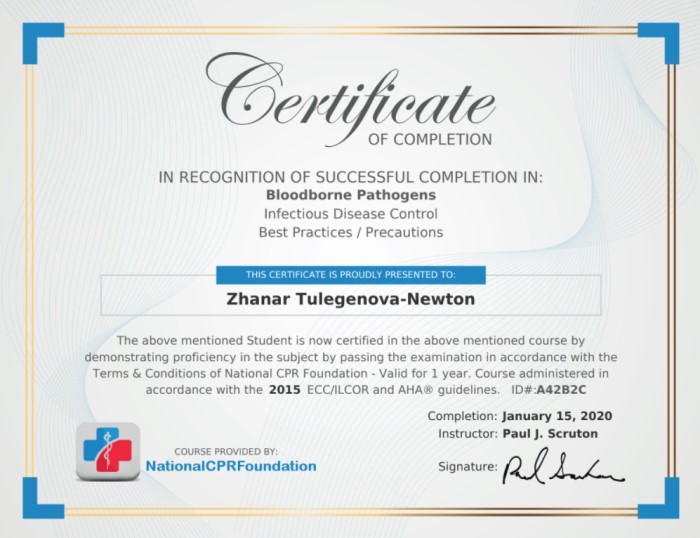 Certificate
OF COMPLETION
IN RECOGNITION OF SUCCESSFUL COMPLETION IN:
Bloodborne Pathogens
Infectious Disease Control
Best Practices / Precautions
THIS CERTIFICATE IS PROUDLY PRESENTED TO:
Zhanar Tulegenova-Newton
The above mentioned Student is now certified in the above mentioned course by
demonstrating proficiency in the subject by passing the examination in accordance with the
Terms & Conditions of National CPR Foundation - Valid for 1 year. Course administered in
accordance with the 2015 ECC/ILCOR and AHA® guidelines. ID#:A42B2C
Completion: January 15, 2020
Instructor: Paul J. Scruton
COURSE PROVIDED BY:
NationalCPRFoundation
Signature: Paul Scruton